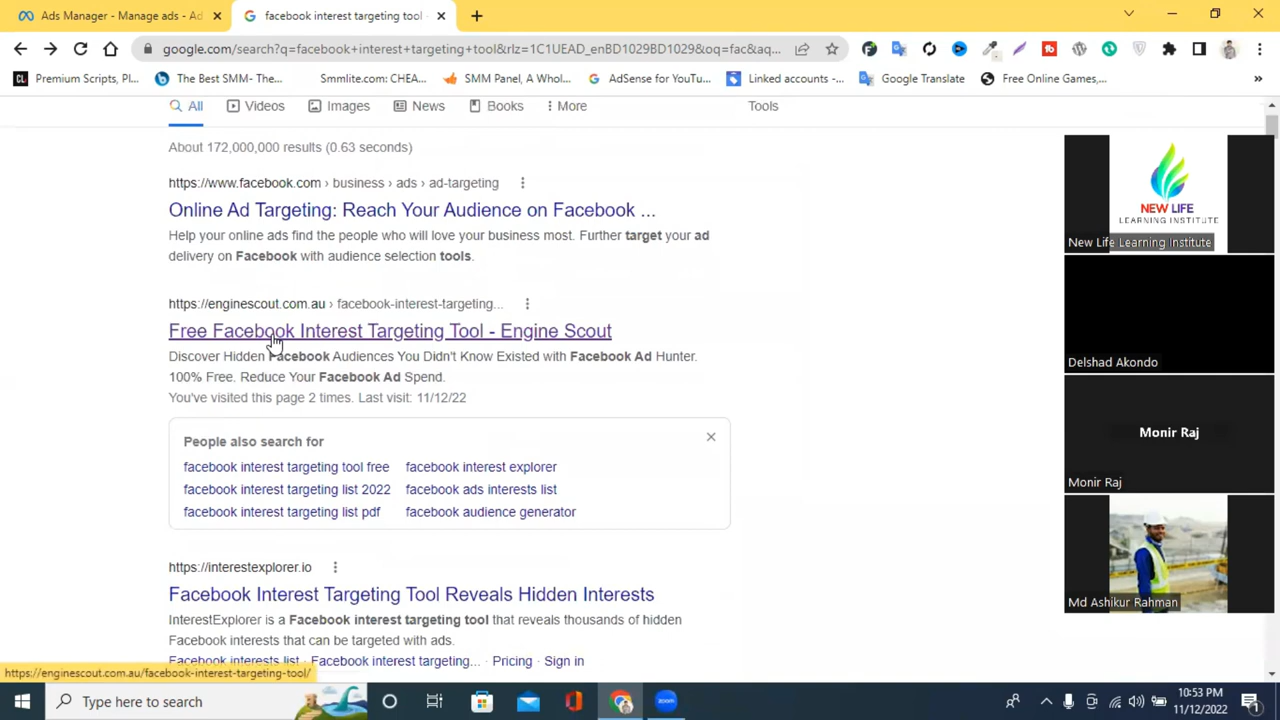 Ads Manager - Manage ads - Ad
facebook interest targeting tool -
google.com/search?q=facebook+interest+targeting+tool&rlz=1C1UEAD_enBD1029BD1029&oq=fac&aq...
Premium Scripts, Pl...
The Best SMM- The...
Smmlite.com: CHEA...
SMM Panel, A Whol...
AdSense for YouTu...
Linked accounts -...
Google Translate
Free Online Games,...
All
Videos
Images
News
Books
More
Tools
About 172,000,000 results (0.63 seconds)
https://www.facebook.com › business › ads › ad-targeting
Online Ad Targeting: Reach Your Audience on Facebook ...
Help your online ads find the people who will love your business most. Further target your ad
delivery on Facebook with audience selection tools.
https://enginescout.com.au › facebook-interest-targeting...
Free Facebook Interest Targeting Tool - Engine Scout
Discover Hidden Facebook Audiences You Didn't Know Existed with Facebook Ad Hunter.
100% Free. Reduce Your Facebook Ad Spend.
You've visited this page 2 times. Last visit: 11/12/22
People also search for
facebook interest targeting tool free
facebook interest explorer
facebook interest targeting list 2022
facebook ads interests list
facebook interest targeting list pdf
facebook audience generator
https://interestexplorer.io
Facebook Interest Targeting Tool Reveals Hidden Interests
InterestExplorer is a Facebook interest targeting tool that reveals thousands of hidden
Facebook interests that can be targeted with ads.
Facebook interests list · Facebook interest targeting... · Pricing · Sign in
https://enginescout.com.au/facebook-interest-targeting-tool/
NEW LIFE
LEARNING INSTITUTE
New Life Learning Institute
Delshad Akondo
Monir Raj
Monir Raj
Md Ashikur Rahman
Type here to search
zoom
10:53 PM
11/12/2022
1